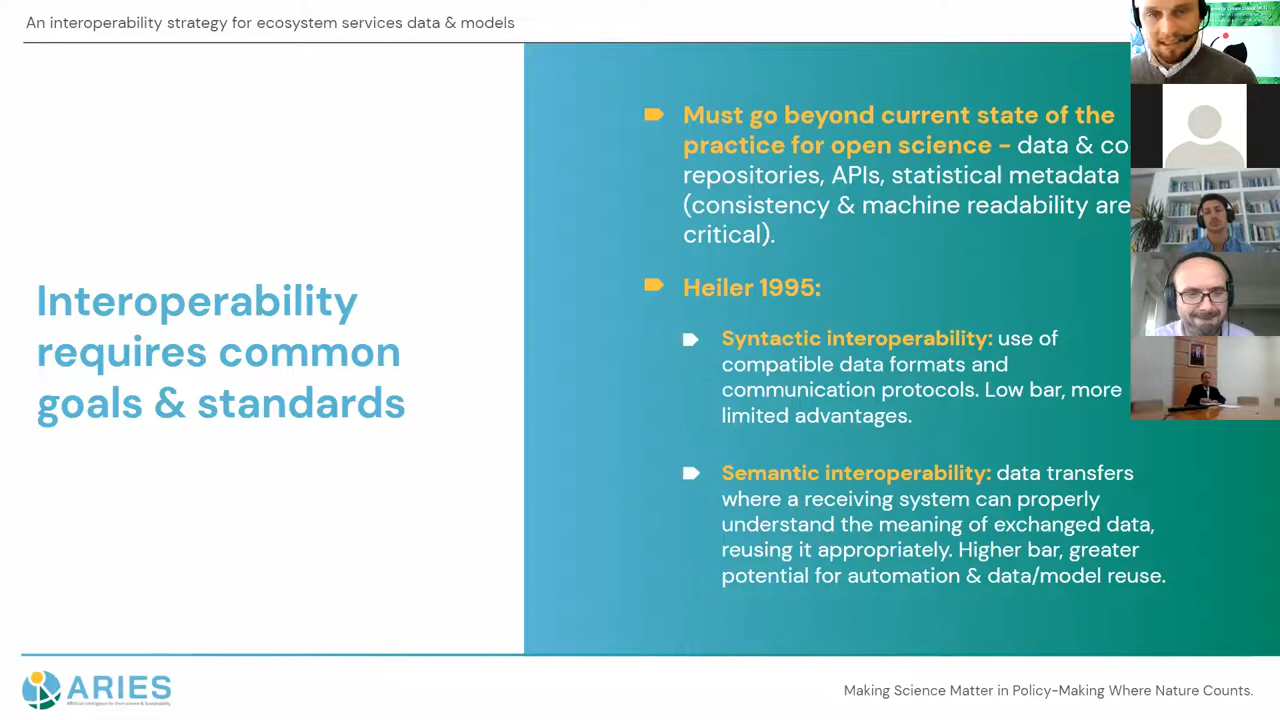 An interoperability strategy for ecosystem services data & models
Interoperability
requires common
goals & standards
Must go beyond current state of the
practice for open science - data & co
repositories, APIs, statistical metadata
(consistency & machine readability are
critical).
Heiler 1995:
Syntactic interoperability: use of
compatible data formats and
communication protocols. Low bar, more
limited advantages.
Semantic interoperability: data transfers
where a receiving system can properly
understand the meaning of exchanged data,
reusing it appropriately. Higher bar, greater
potential for automation & data/model reuse.
ARIES
Making Science Matter in Policy-Making Where Nature Counts.